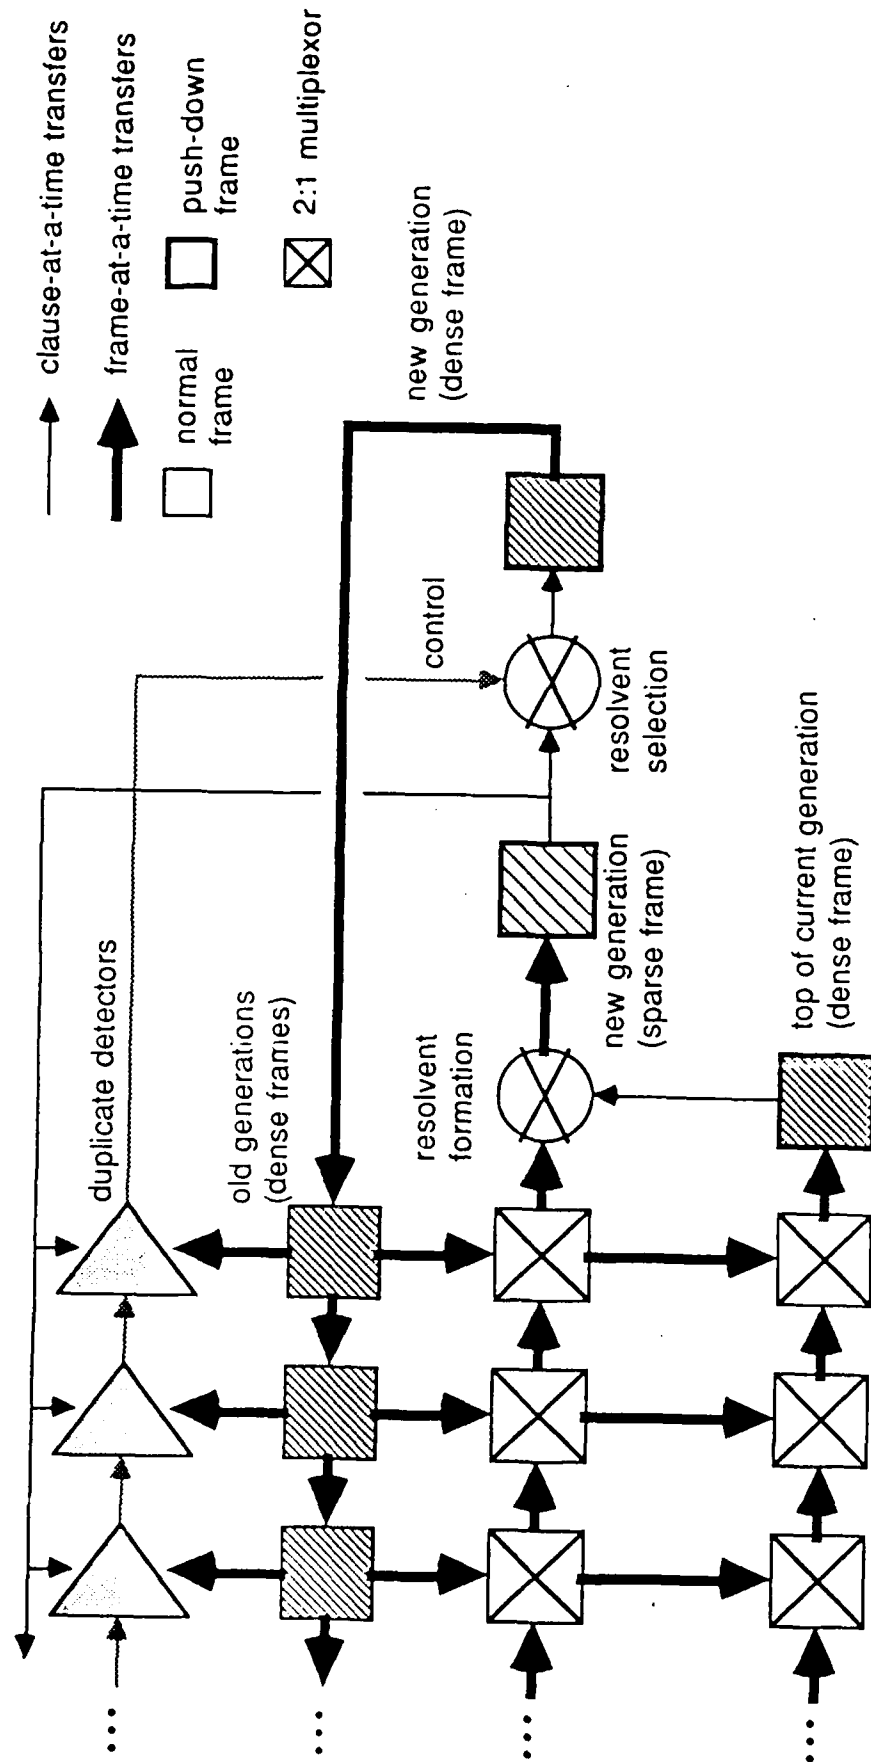 clause-at-a-time transfers
frame-at-a-time transfers
normal
frame
push-down
frame
2:1 multiplexor
new generation
(dense frame)
control
duplicate detectors
old generations
(dense frames)
resolvent
formation
new generation
(sparse frame)
resolvent
selection
top of current generation
(dense frame)
....
....
....
....